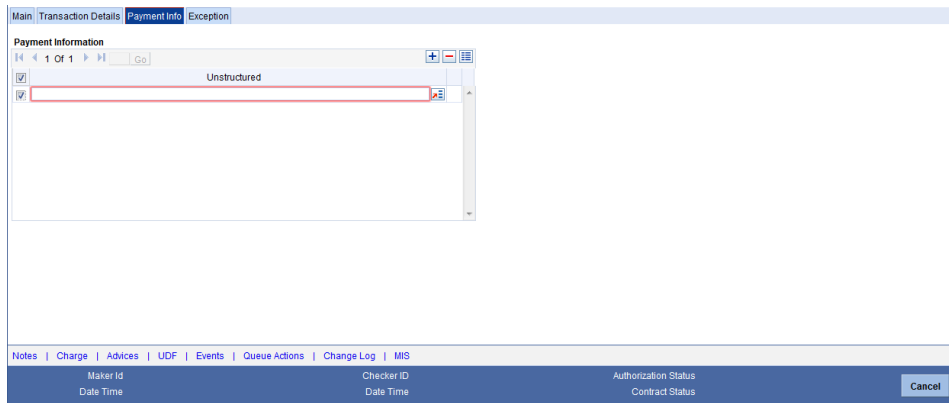 Main Transaction Details Payment Info Exception
Payment Information
1 Of 1 Go
Unstructured
Notes | Charge | Advices | UDF | Events | Queue Actions | Change Log | MIS
Maker Id Checker ID Authorization Status
Date Time Date Time Contract Status
Cancel